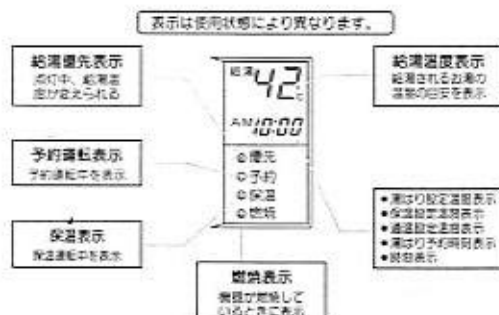 表示は使用状態により異なります。
給湯優先表示
点灯中、給湯温
度が変えられる
予約運転表示
予約運転中を表示
保温表示
保温運転中を表示
給湯
42℃
AM10:00
優先
予約
保温
燃焼
燃焼表示
機器が燃焼して
いるときに表示
給湯温度表示
給湯されるお湯の
温度の目安を表示
●湯はり設定温度表示
●保温設定温度表示
●追焚設定温度表示
●湯はり予約時刻表示
●時刻表示